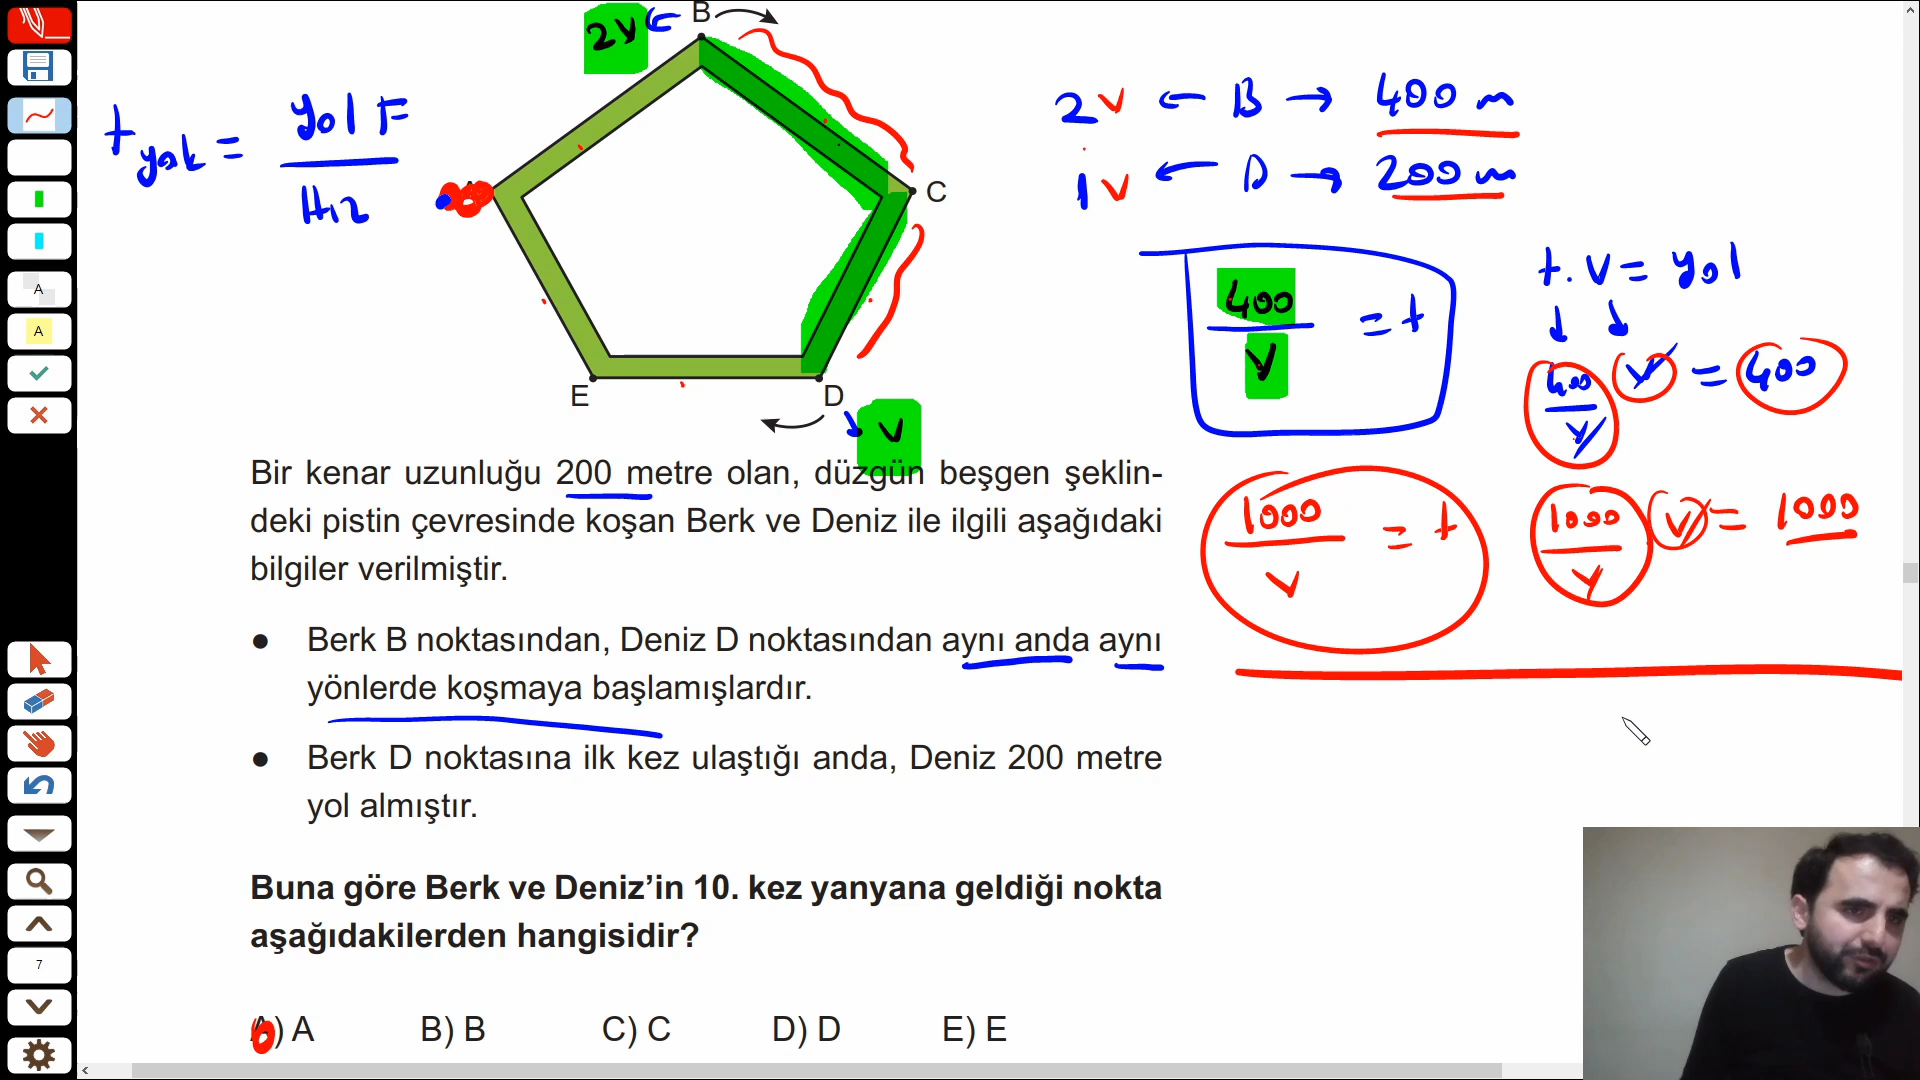 B
2v
C
E
D
v
t yok = yol F
Hız
2v ← B → 400 m
1v ← D → 200 m
400
v
= t
t . v = yol
400
v
v = 400
1000
v
= t
1000
v
v = 1000
Bir kenar uzunluğu 200 metre olan, düzgün beşgen şeklin-
deki pistin çevresinde koşan Berk ve Deniz ile ilgili aşağıdaki
bilgiler verilmiştir.
● Berk B noktasından, Deniz D noktasından aynı anda aynı
yönlerde koşmaya başlamışlardır.
● Berk D noktasına ilk kez ulaştığı anda, Deniz 200 metre
yol almıştır.
Buna göre Berk ve Deniz’in 10. kez yanyana geldiği nokta
aşağıdakilerden hangisidir?
A) A B) B C) C D) D E) E
A
A
7